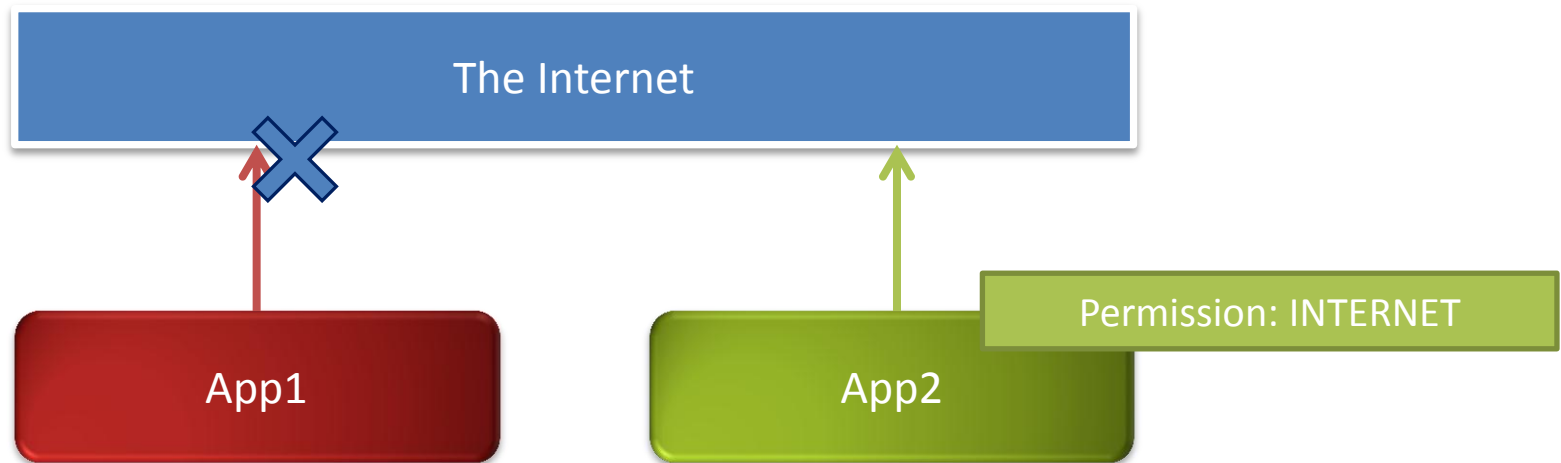 The Internet
Permission: INTERNET
App1
App2